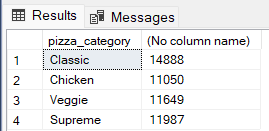 Results Messages
pizza_category (No column name)
1 Classic 14888
2 Chicken 11050
3 Veggie 11649
4 Supreme 11987